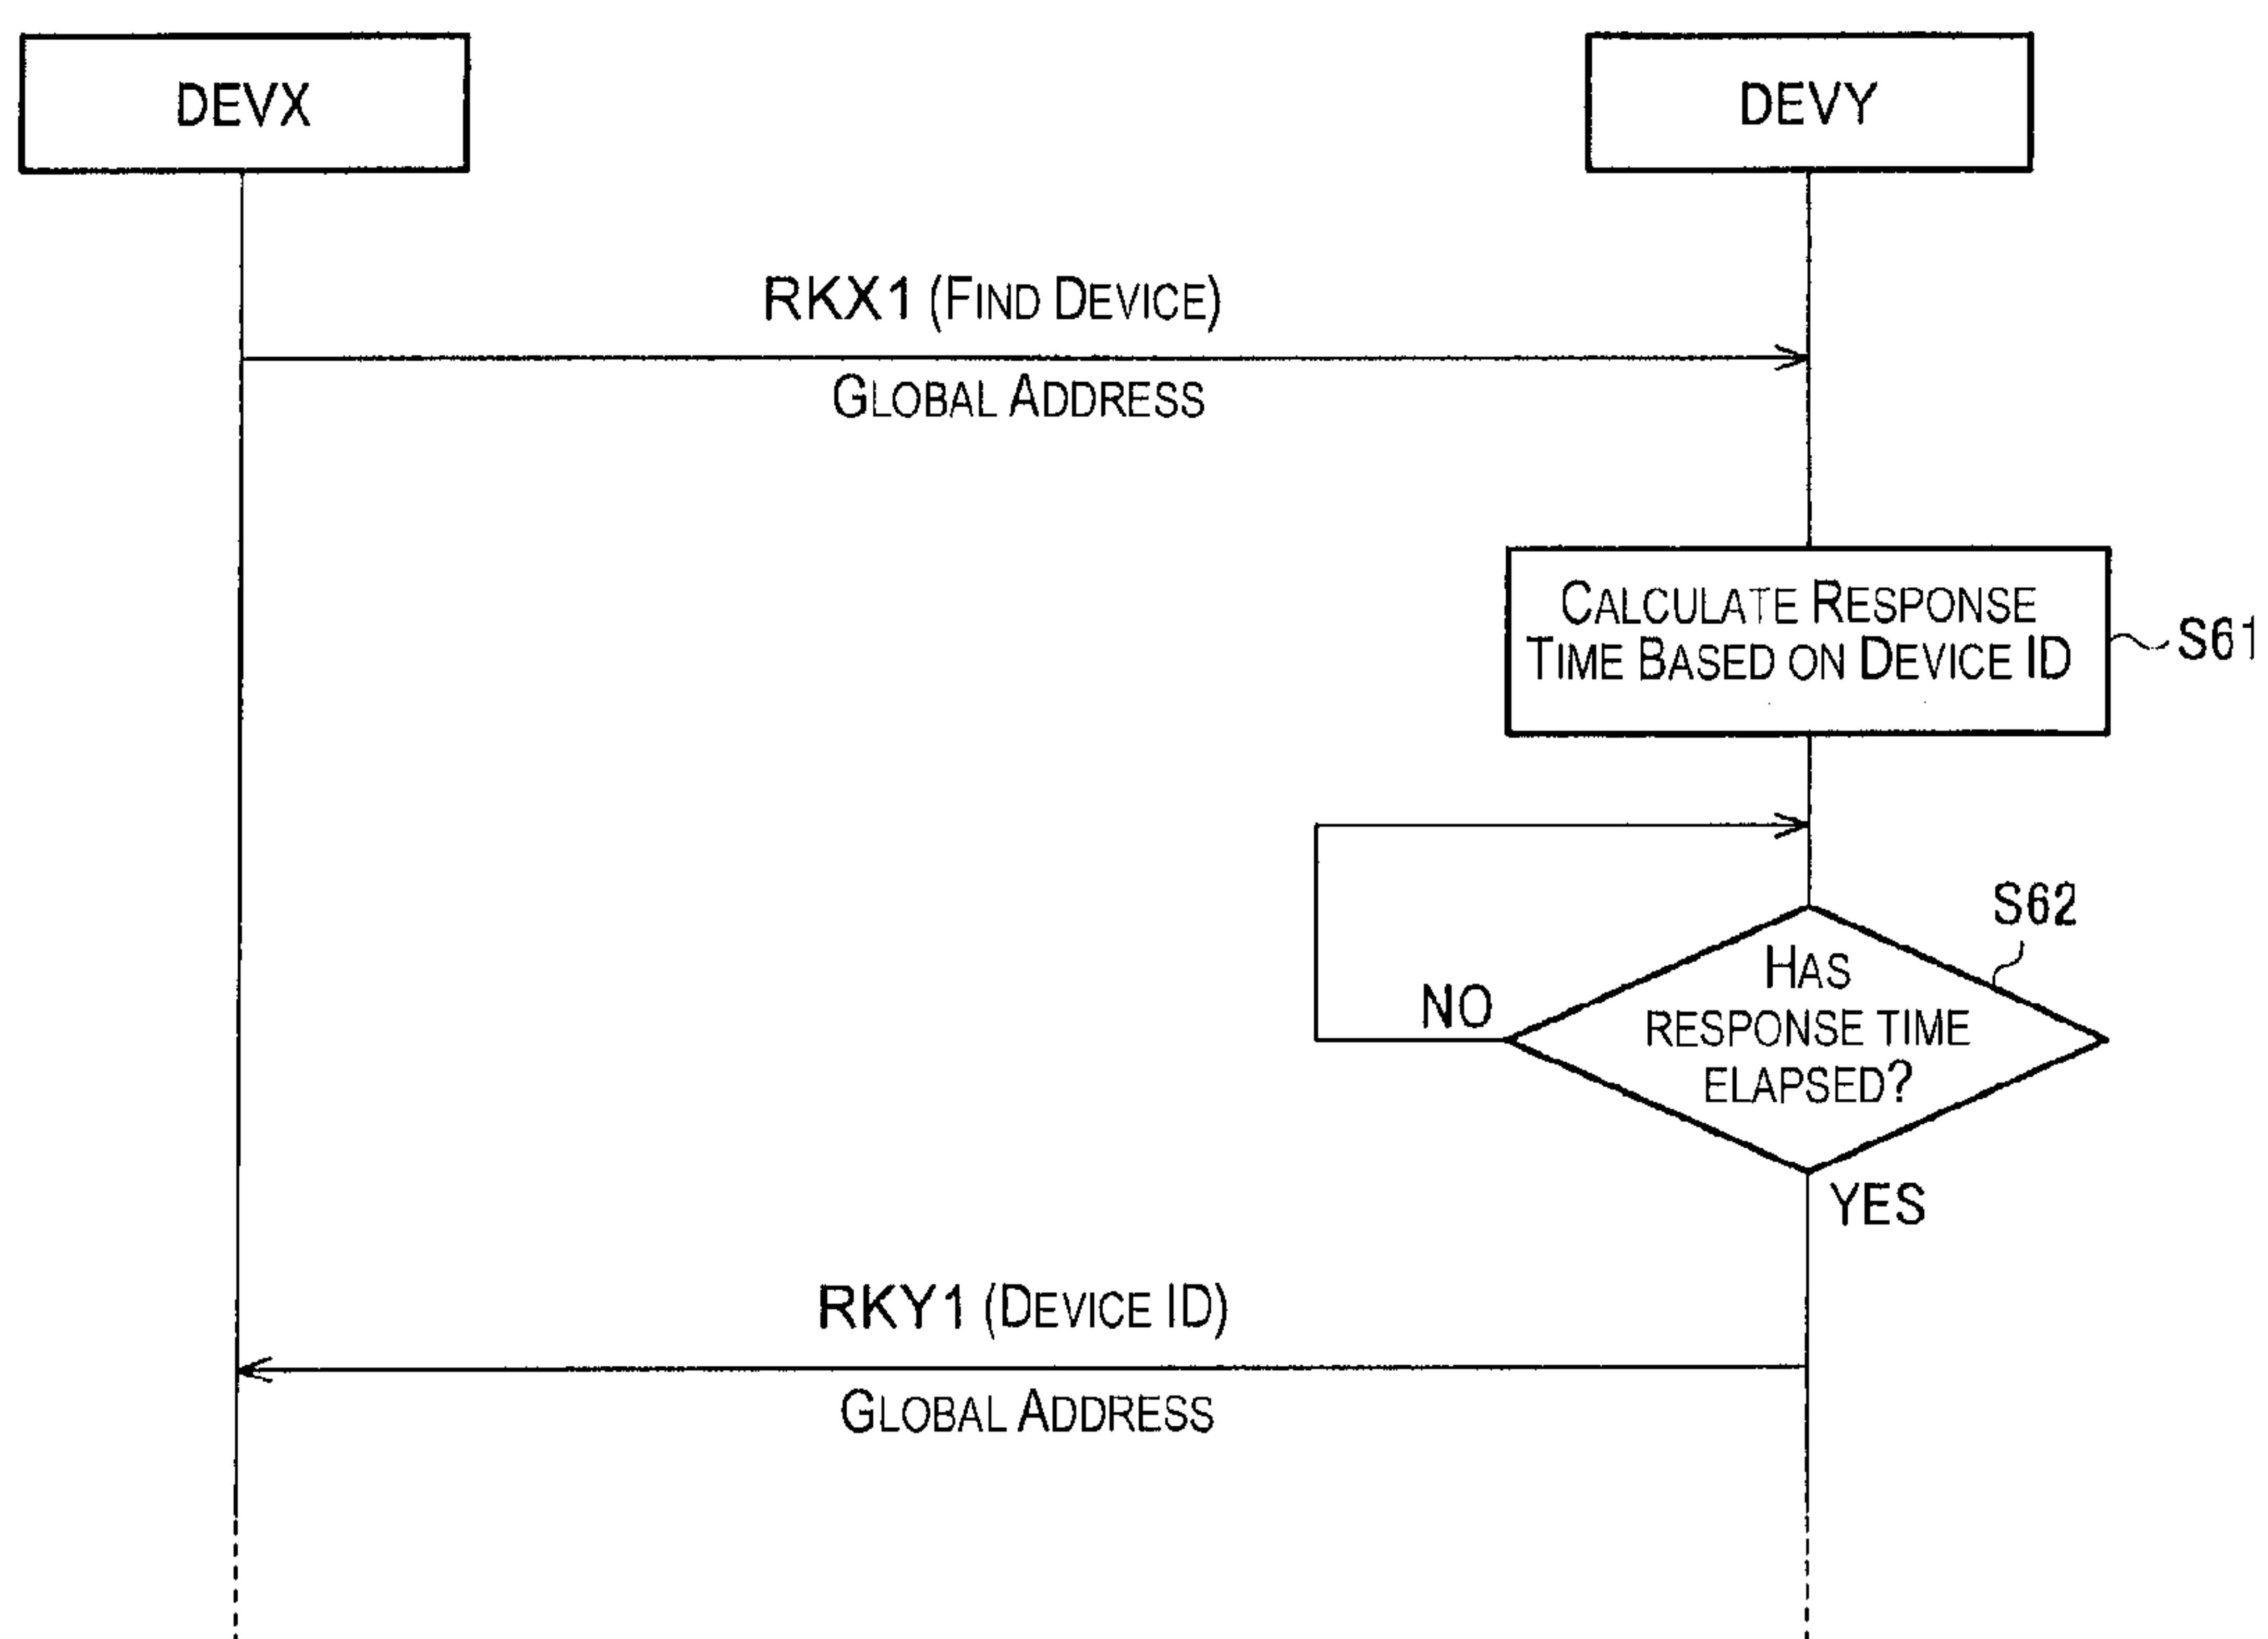 DEVX
DEVY
RKX1 (FIND DEVICE)
GLOBAL ADDRESS
CALCULATE RESPONSE
TIME BASED ON DEVICE ID
S61
S62
HAS
RESPONSE TIME
ELAPSED?
NO
YES
RKY1 (DEVICE ID)
GLOBAL ADDRESS